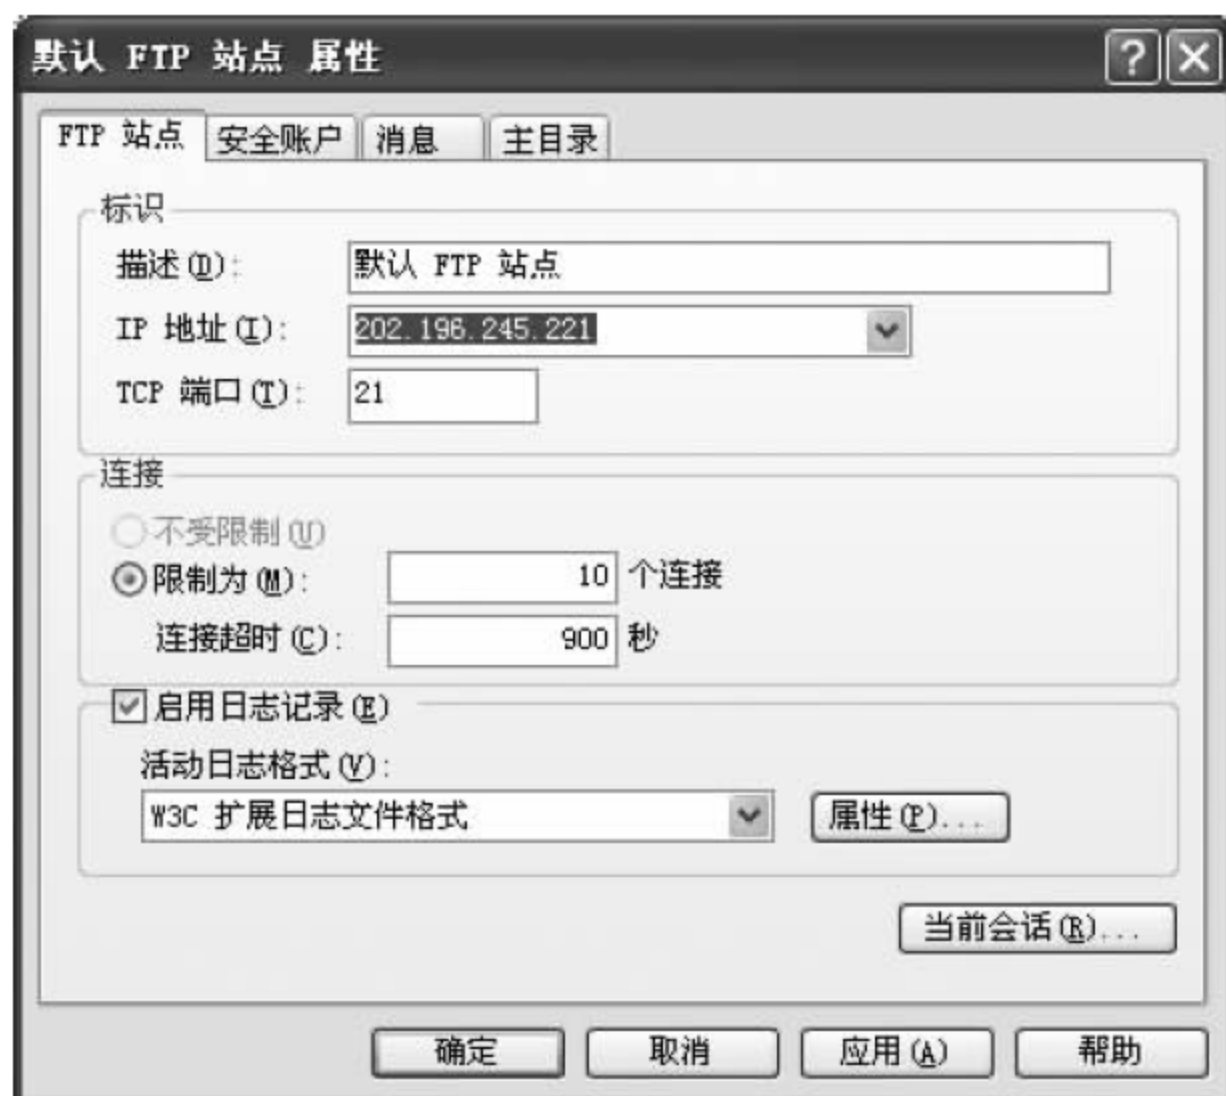 默认 FTP 站点 属性
FTP 站点 安全账户 消息 主目录
标识
描述(D): 默认 FTP 站点
IP 地址(I): 202.196.245.221
TCP 端口(T): 21
连接
不受限制(U)
限制为(M): 10 个连接
连接超时(C): 900 秒
启用日志记录(E)
活动日志格式(V):
W3C 扩展日志文件格式 属性(P)...
当前会话(R)...
确定 取消 应用(A) 帮助